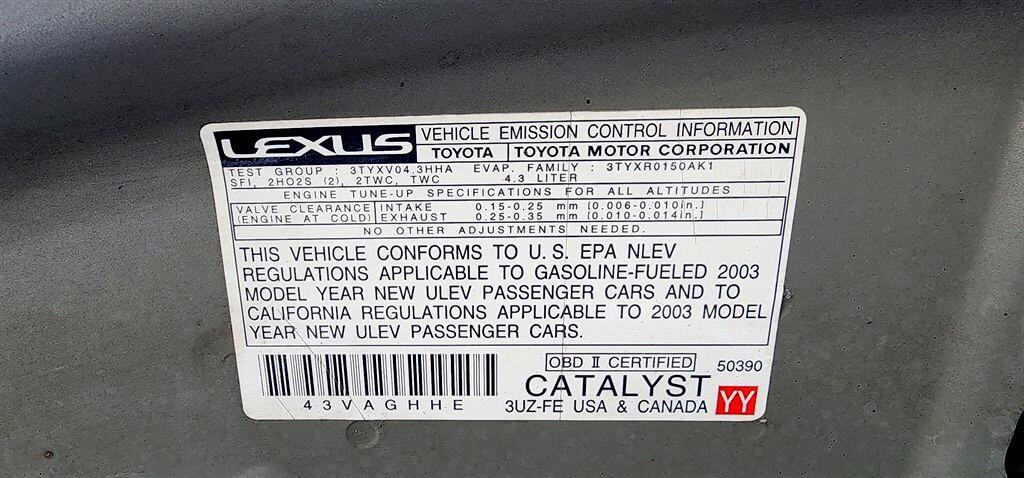 LEXUS VEHICLE EMISSION CONTROL INFORMATION
TOYOTA TOYOTA MOTOR CORPORATION
TEST GROUP : 3TYXV04.3HHA EVAP. FAMILY : 3TYXR0150AK1
SFI, 2HO2S (2), 2TWC, TWC 4.3 LITER
ENGINE TUNE-UP SPECIFICATIONS FOR ALL ALTITUDES
VALVE CLEARANCE INTAKE 0.15-0.25 mm [0.006-0.010in.]
(ENGINE AT COLD) EXHAUST 0.25-0.35 mm [0.010-0.014in.]
NO OTHER ADJUSTMENTS NEEDED.
THIS VEHICLE CONFORMS TO U.S. EPA NLEV
REGULATIONS APPLICABLE TO GASOLINE-FUELED 2003
MODEL YEAR NEW ULEV PASSENGER CARS AND TO
CALIFORNIA REGULATIONS APPLICABLE TO 2003 MODEL
YEAR NEW ULEV PASSENGER CARS.
OBD II CERTIFIED 50390
CATALYST
43VAGHHE 3UZ-FE USA & CANADA YY